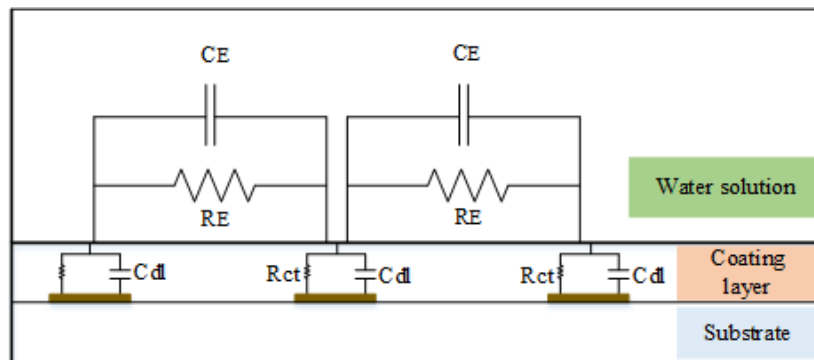 CE
CE
RE
RE
Water solution
Cdl
Rct
Cdl
Rct
Cdl
Coating
layer
Substrate